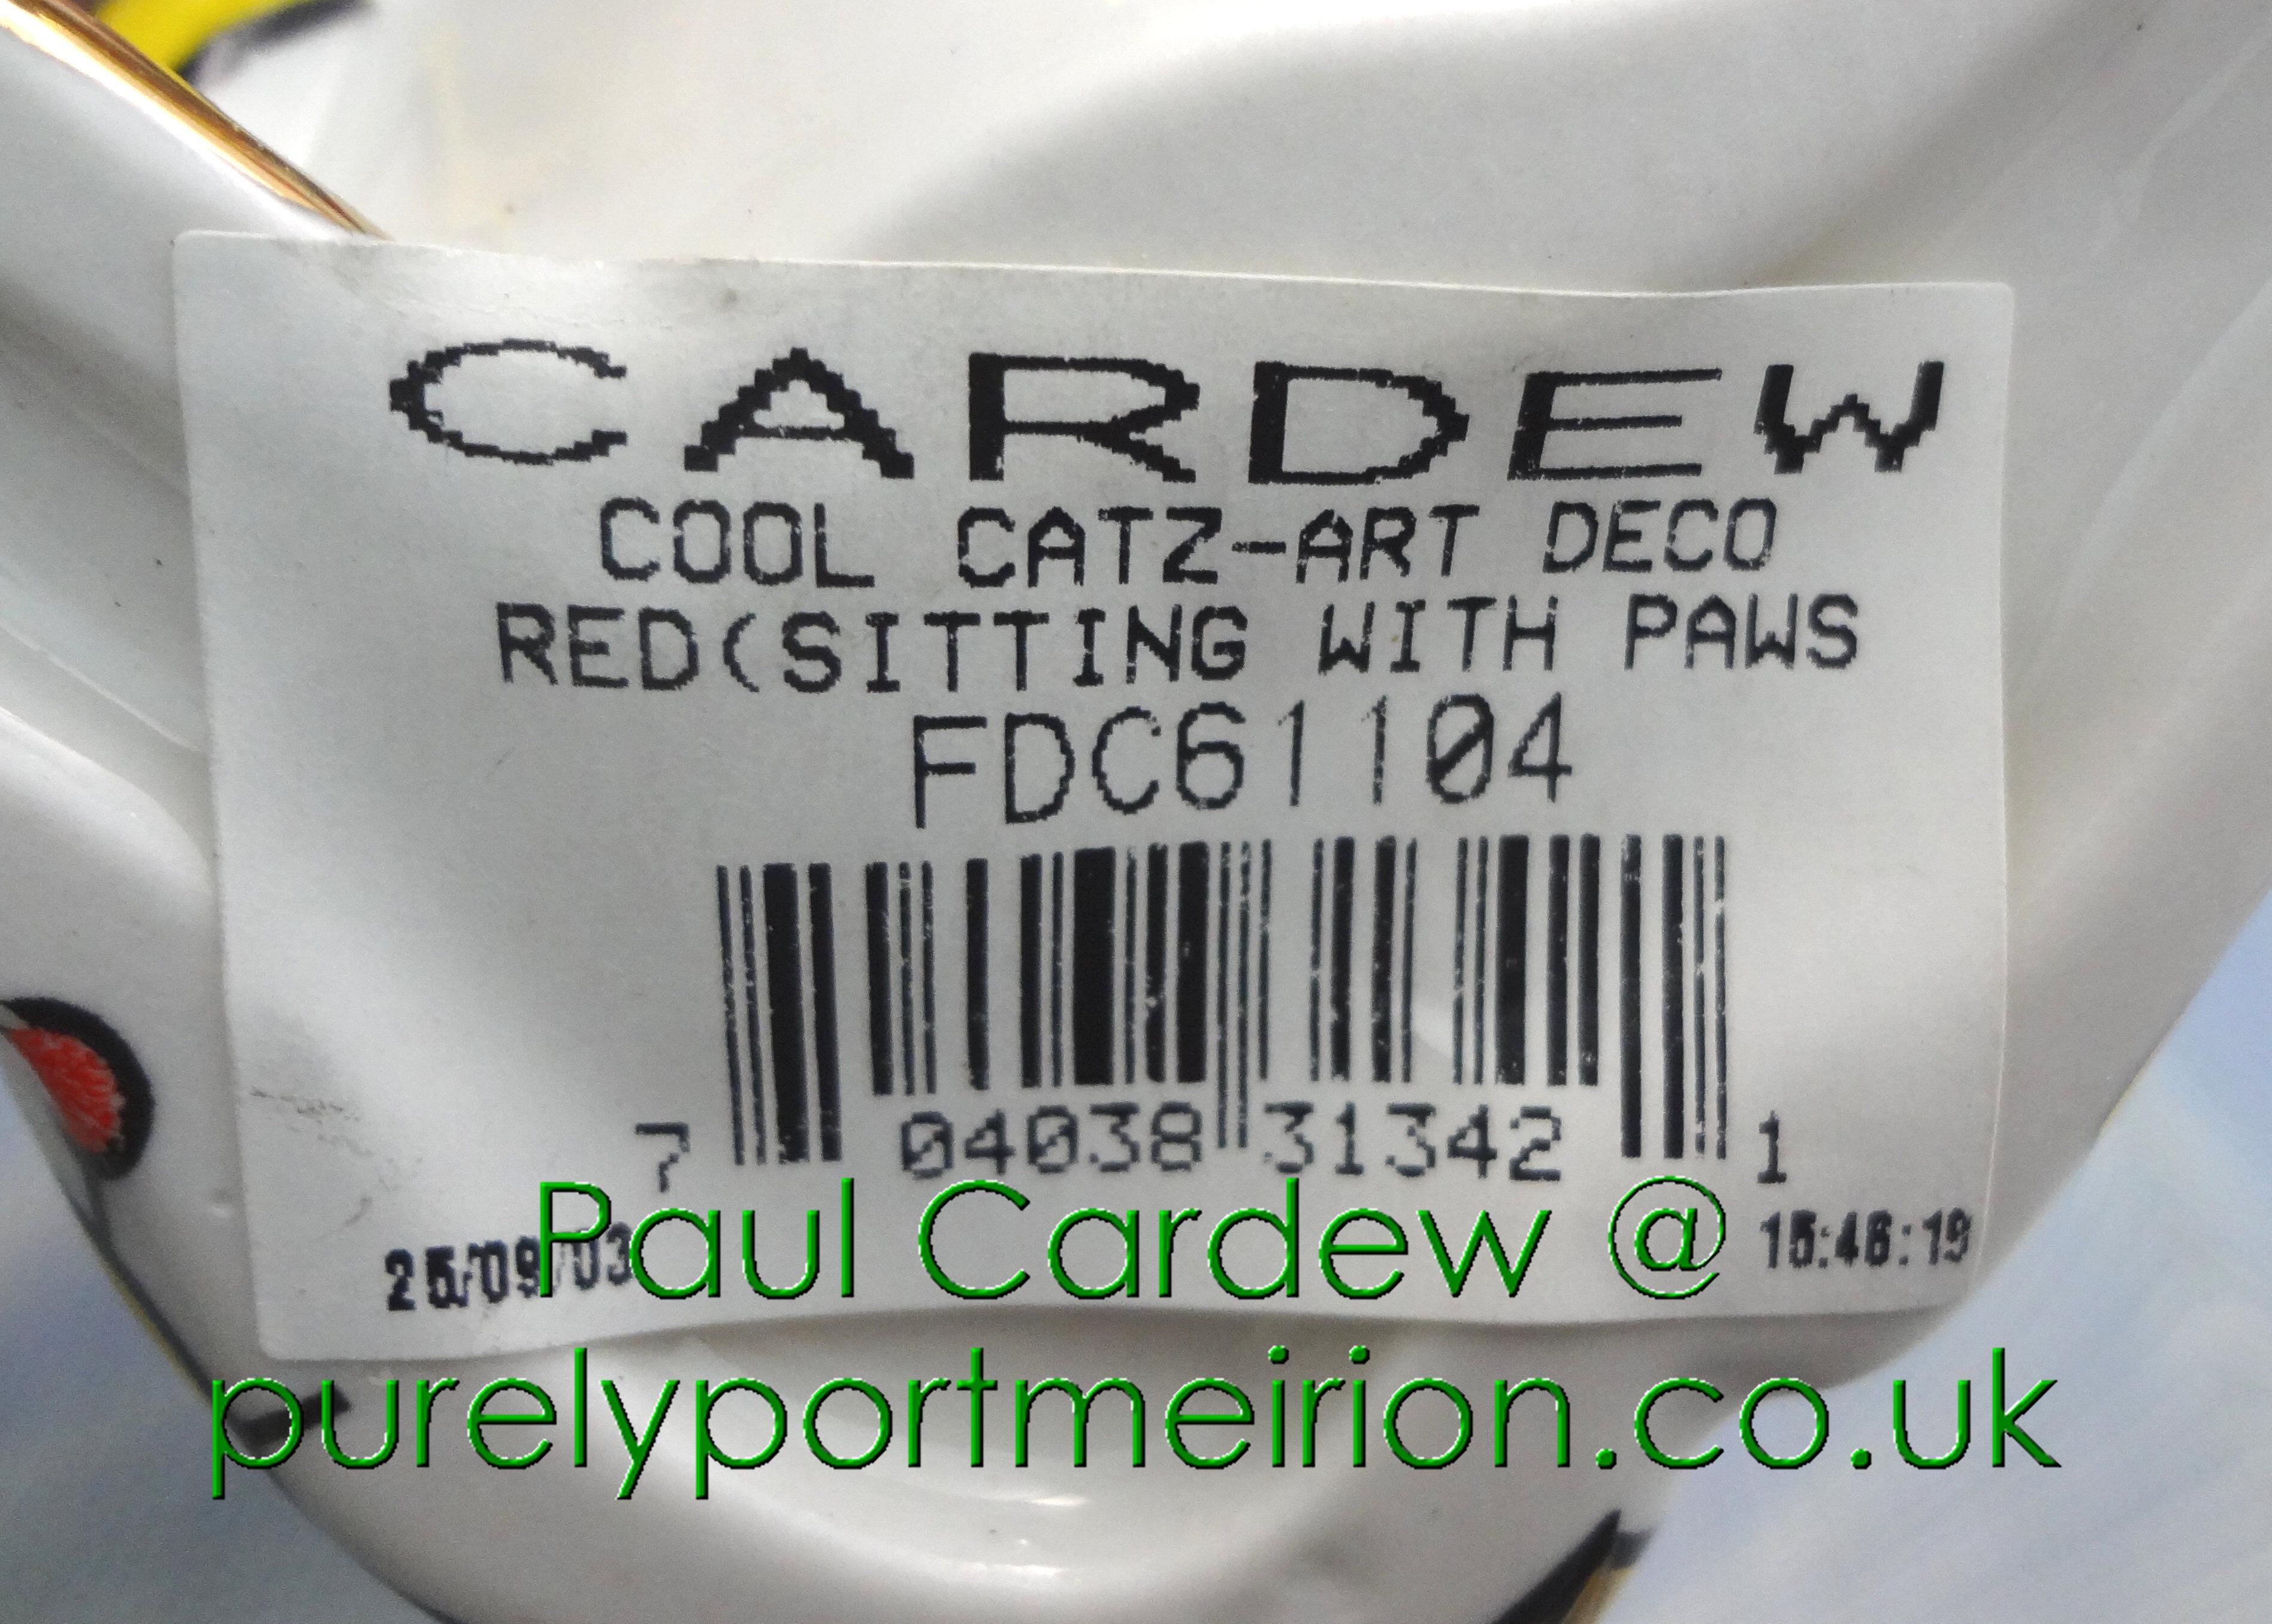 CARDEW
COOL CATZ-ART DECO
RED(SITTING WITH PAWS
FDC61104
7 04038 31342 1
25/09/03 15:46:19
Paul Cardew @
purelyportmeirion.co.uk